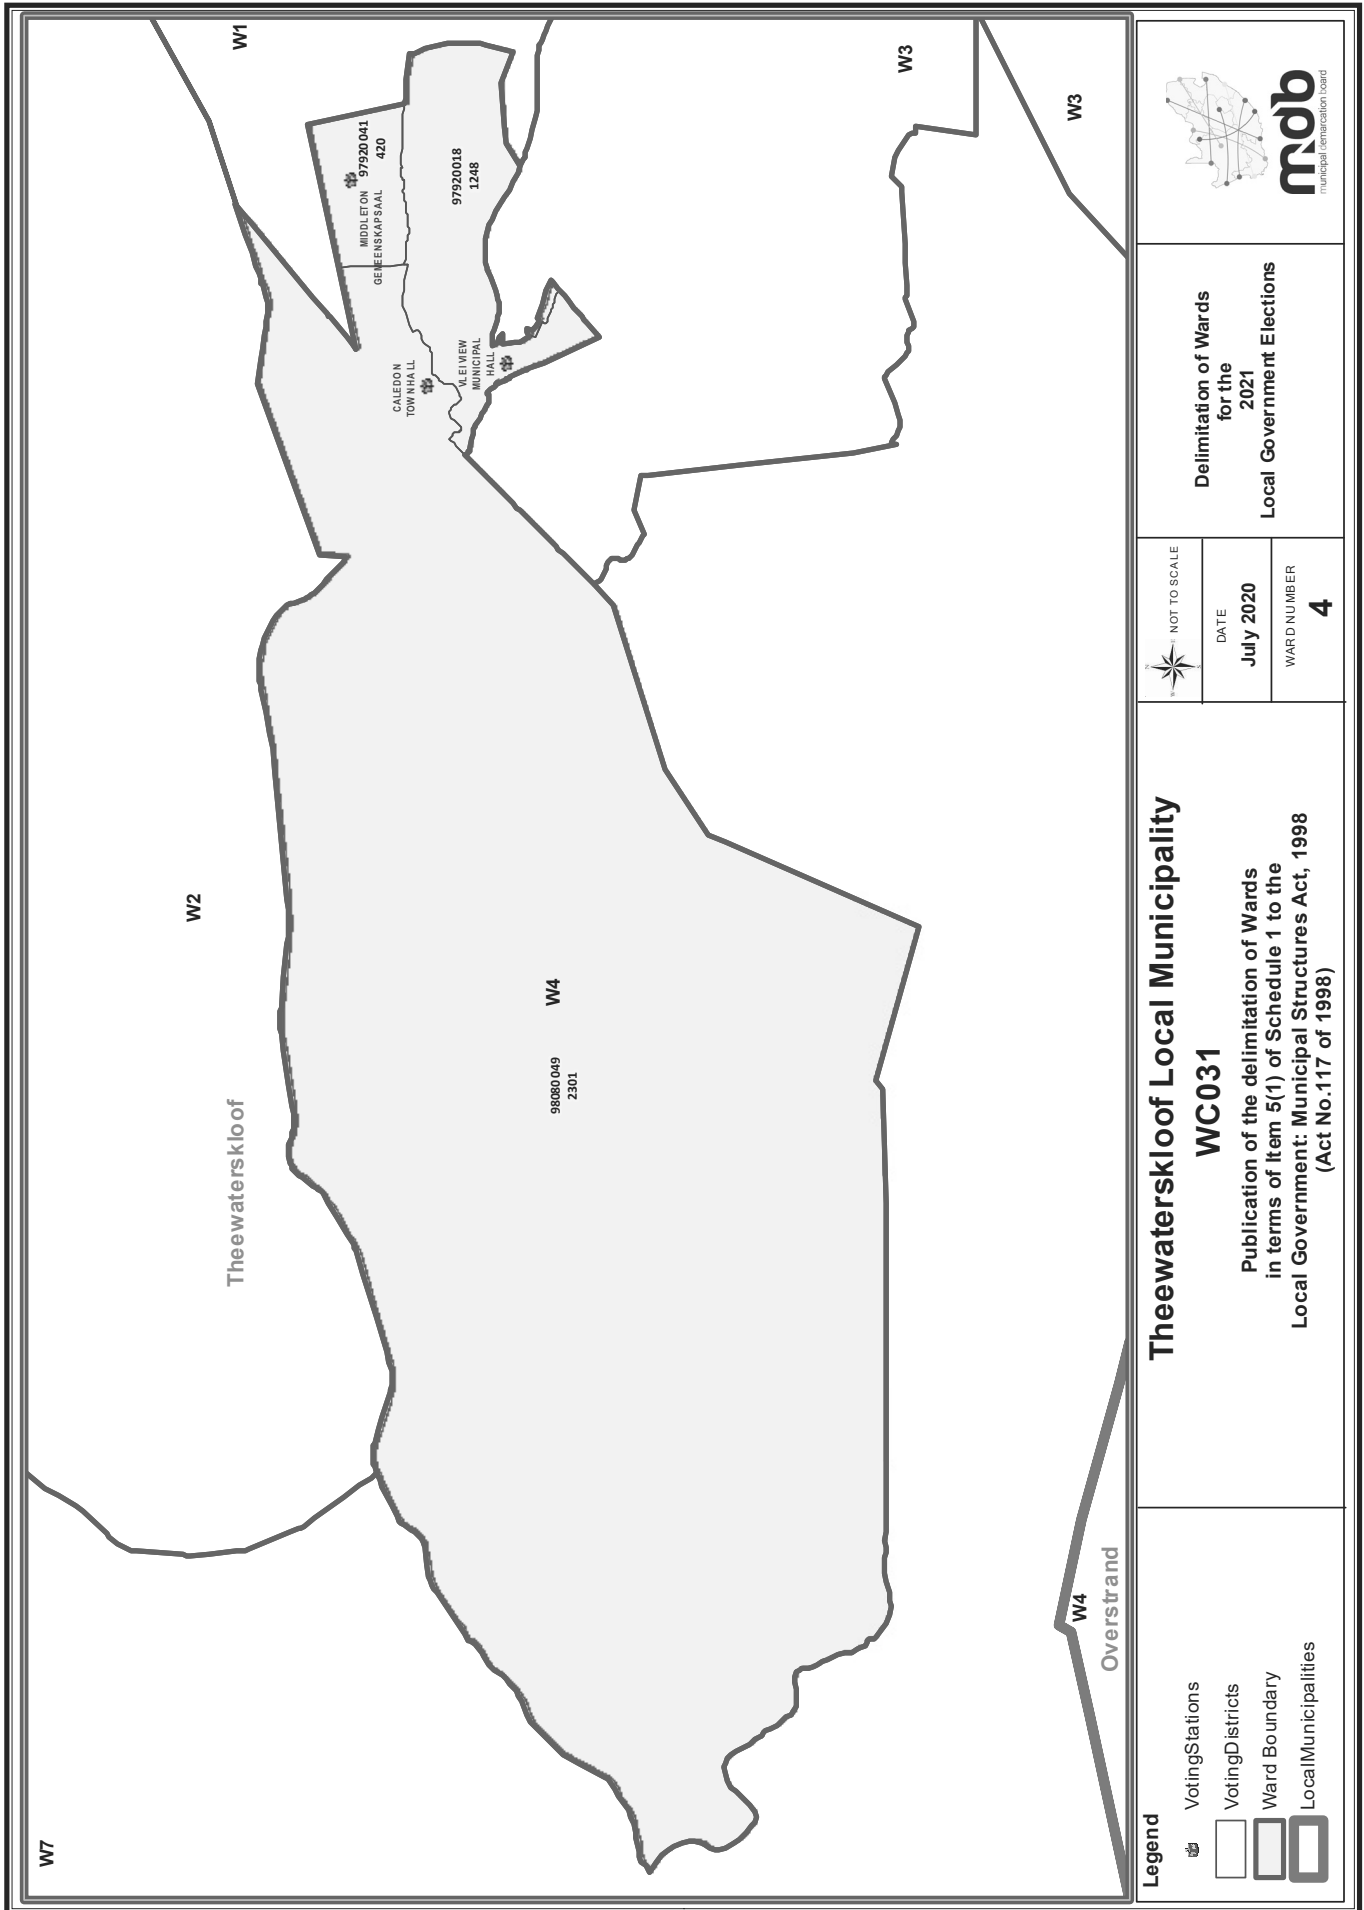 W1
W3
W3
97920041
420
MIDDLETON
GEMEENSKAPSAAL
97920018
1248
CALEDON
TOWN HALL
VLEIVIEW
MUNICIPAL
HALL
W2
W4
98080049
2301
Theewaterskloof
W7
W4
Overstrand
Legend
VotingStations
VotingDistricts
Ward Boundary
LocalMunicipalities
Theewaterskloof Local Municipality
WC031
Publication of the delimitation of Wards
in terms of Item 5(1) of Schedule 1 to the
Local Government: Municipal Structures Act, 1998
(Act No.117 of 1998)
N
E
S
W
NOT TO SCALE
DATE
July 2020
WARD NUMBER
4
Delimitation of Wards
for the
2021
Local Government Elections
mdb
municipal demarcation board